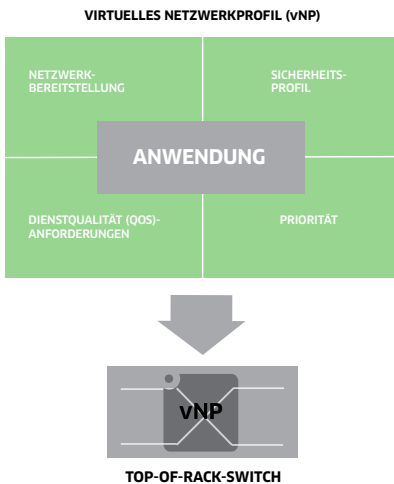 VIRTUELLES NETZWERKPROFIL (vNP)
NETZWERK-
BEREITSTELLUNG
SICHERHEITS-
PROFIL
ANWENDUNG
DIENSTQUALITÄT (QOS)-
ANFORDERUNGEN
PRIORITÄT
vNP
TOP-OF-RACK-SWITCH